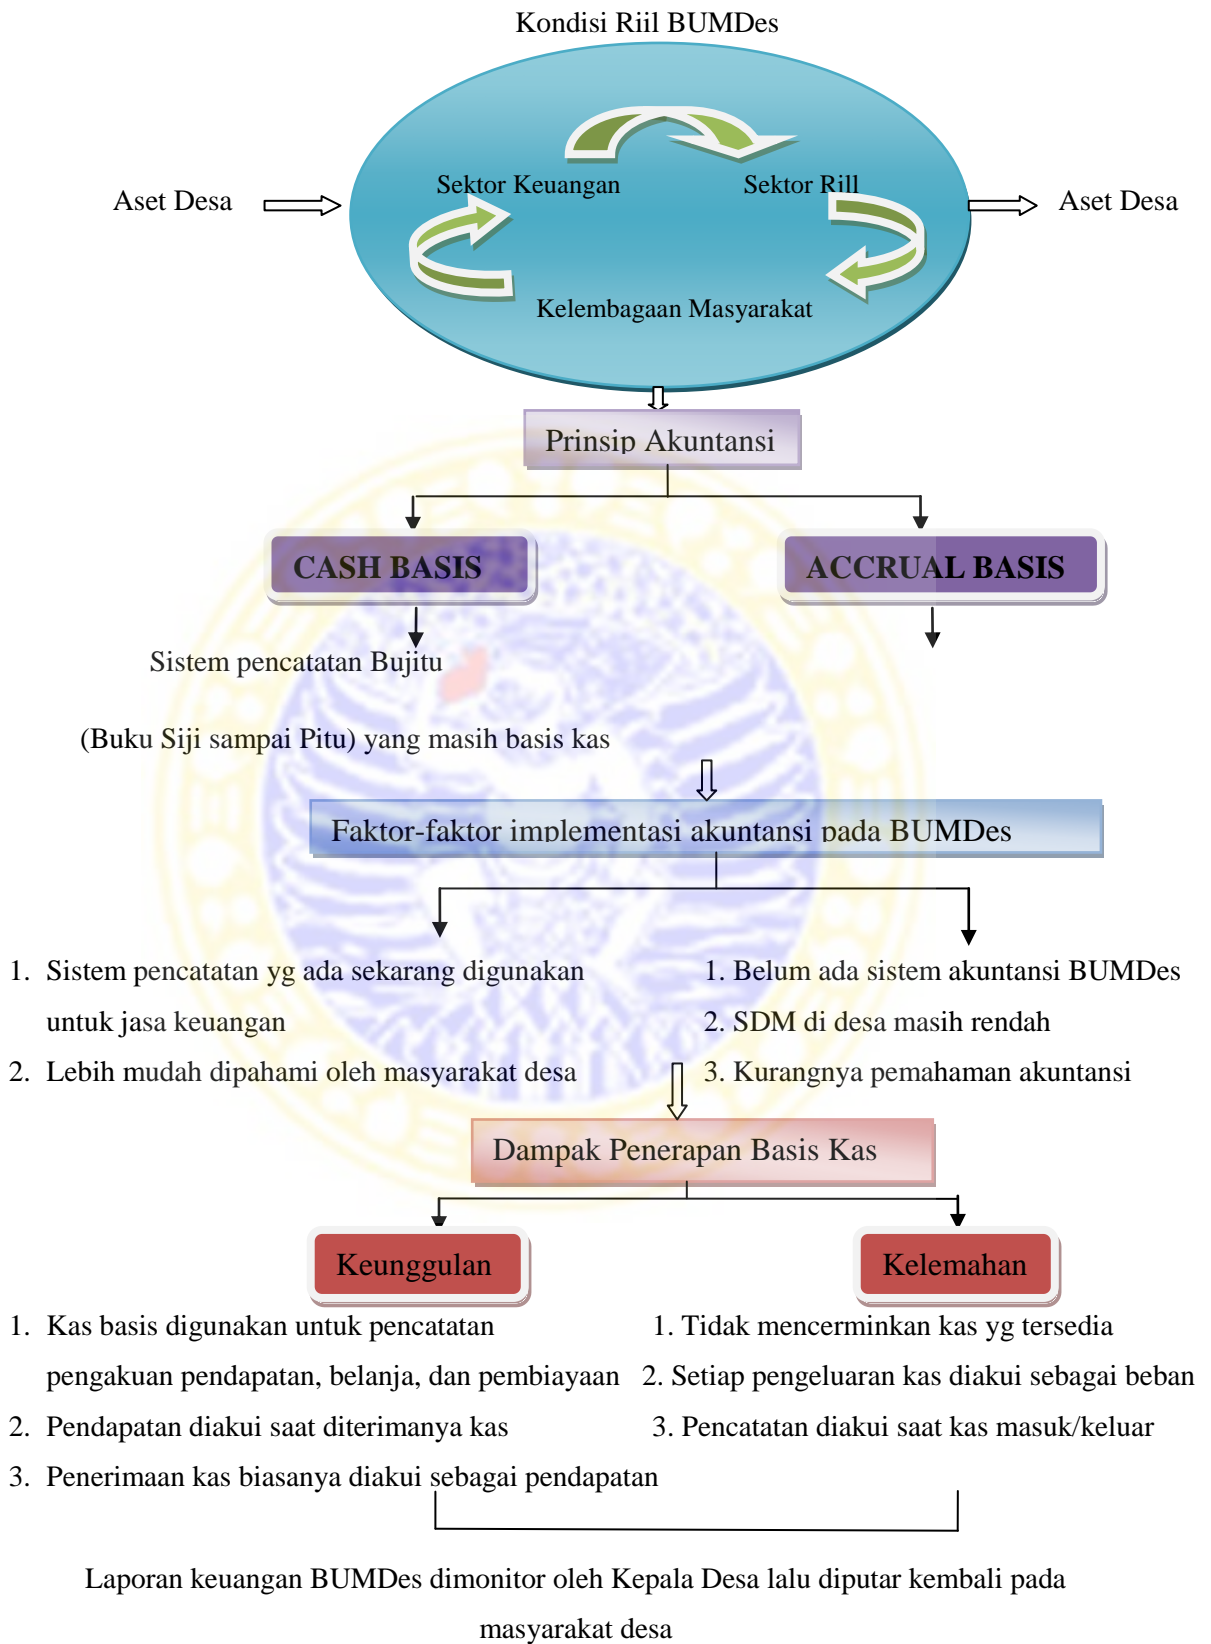 Kondisi Riil BUMDes
Sektor Keuangan
Sektor Rill
Aset Desa
Aset Desa
Kelembagaan Masyarakat
Prinsip Akuntansi
CASH BASIS
ACCRUAL BASIS
Sistem pencatatan Bujitu
(Buku Siji sampai Pitu) yang masih basis kas
Faktor-faktor implementasi akuntansi pada BUMDes
1. Sistem pencatatan yg ada sekarang digunakan
untuk jasa keuangan
2. Lebih mudah dipahami oleh masyarakat desa
1. Belum ada sistem akuntansi BUMDes
2. SDM di desa masih rendah
3. Kurangnya pemahaman akuntansi
Dampak Penerapan Basis Kas
Keunggulan
Kelemahan
1. Kas basis digunakan untuk pencatatan
pengakuan pendapatan, belanja, dan pembiayaan
2. Pendapatan diakui saat diterimanya kas
3. Penerimaan kas biasanya diakui sebagai pendapatan
1. Tidak mencerminkan kas yg tersedia
2. Setiap pengeluaran kas diakui sebagai beban
3. Pencatatan diakui saat kas masuk/keluar
Laporan keuangan BUMDes dimonitor oleh Kepala Desa lalu diputar kembali pada
masyarakat desa